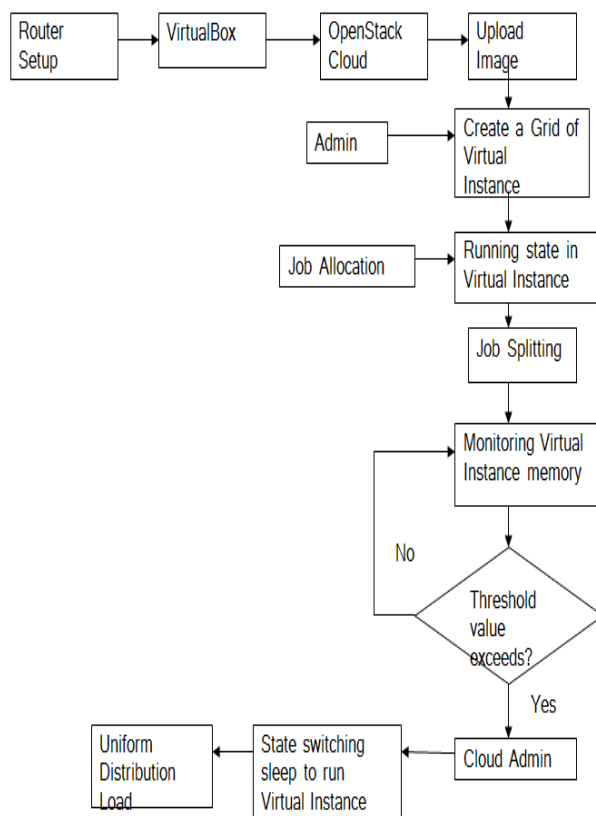 Router
Setup
VirtualBox
OpenStack
Cloud
Upload
Image
Admin
Create a Grid of
Virtual
Instance
Job Allocation
Running state in
Virtual Instance
Job Splitting
Monitoring Virtual
Instance memory
No
Threshold
value
exceeds?
Yes
Cloud Admin
State switching
sleep to run
Virtual Instance
Uniform
Distribution
Load